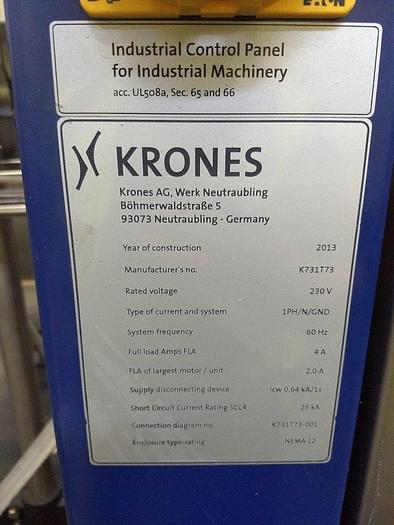 EATON
Industrial Control Panel
for Industrial Machinery
acc. UL508a, Sec. 65 and 66
KRONES
Krones AG, Werk Neutraubling
Böhmerwaldstraße 5
93073 Neutraubling - Germany
Year of construction 2013
Manufacturer's no. K731T73
Rated voltage 230 V
Type of current and system 1PH/N/GND
System frequency 60 Hz
Full load Amps FLA 4 A
FLA of largest motor / unit 2,0 A
Supply disconnecting device Icw 0,64 kA/1s
Short Circuit Current Rating SCCR 25 kA
Connection diagram no. K731T73-001
Enclosure type-rating NEMA 12